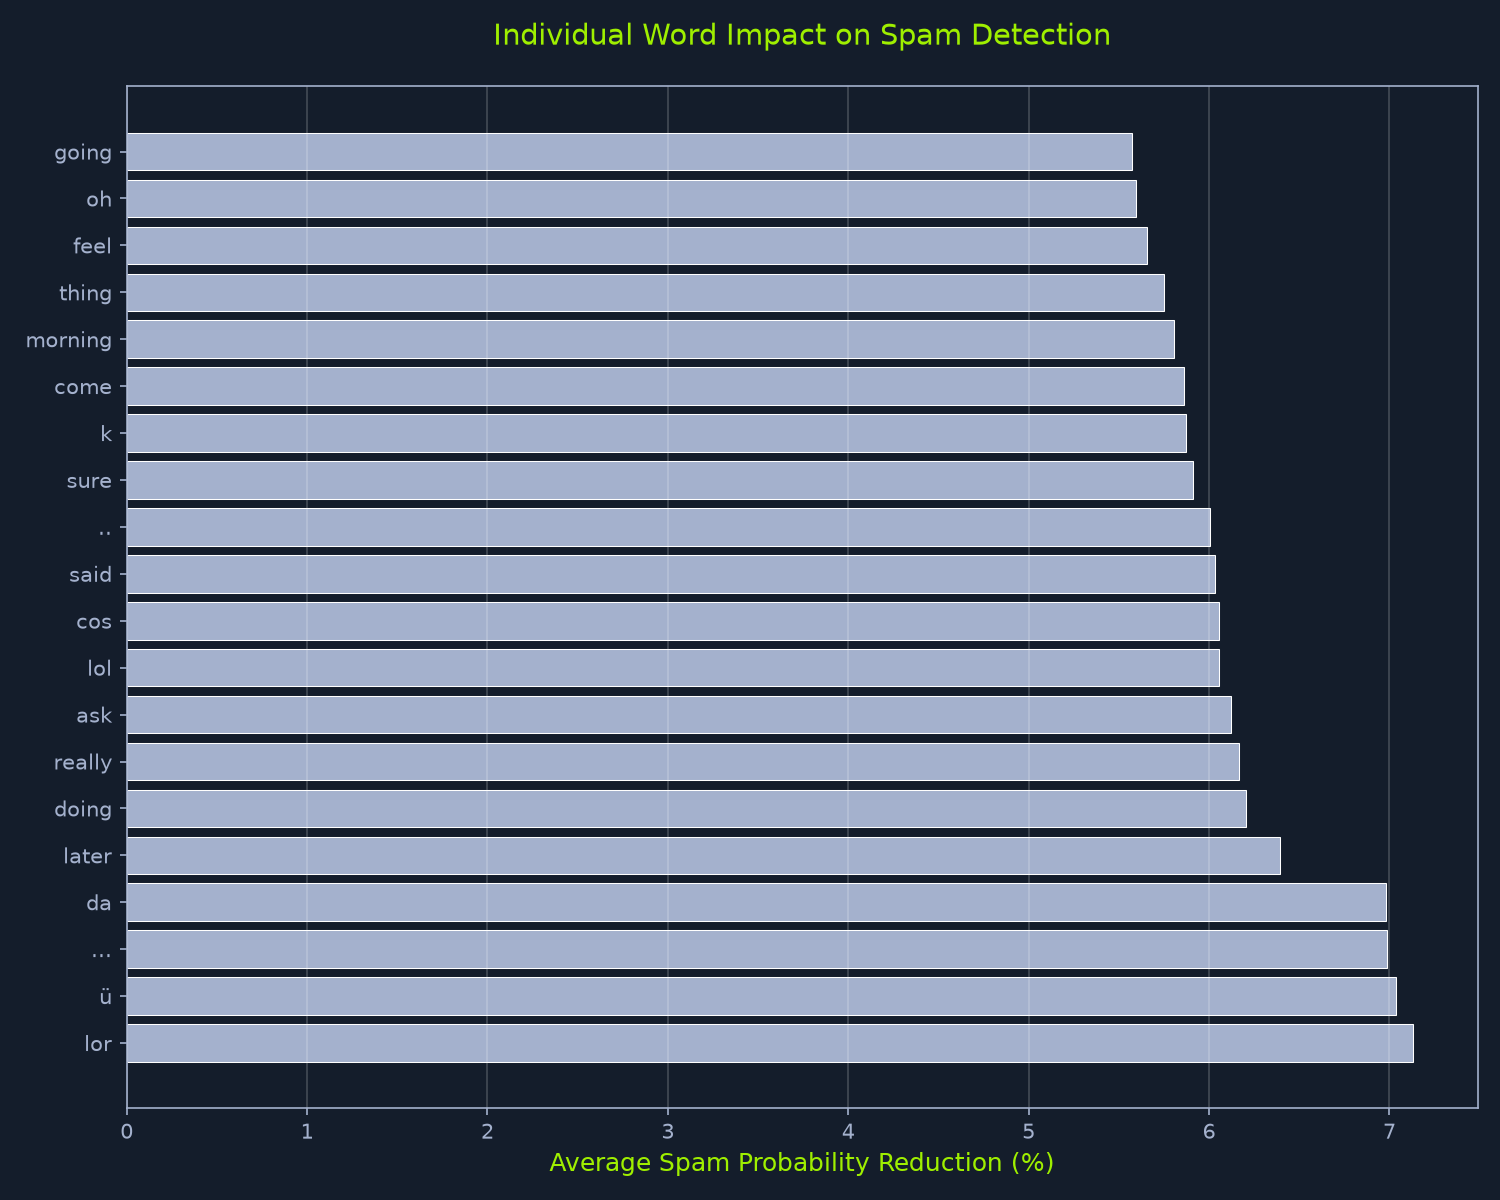 Individual Word Impact on Spam Detection
going
oh
feel
thing
morning
come
k
sure
..
said
cos
lol
ask
really
doing
later
da
...
ü
lor
0 1 2 3 4 5 6 7
Average Spam Probability Reduction (%)